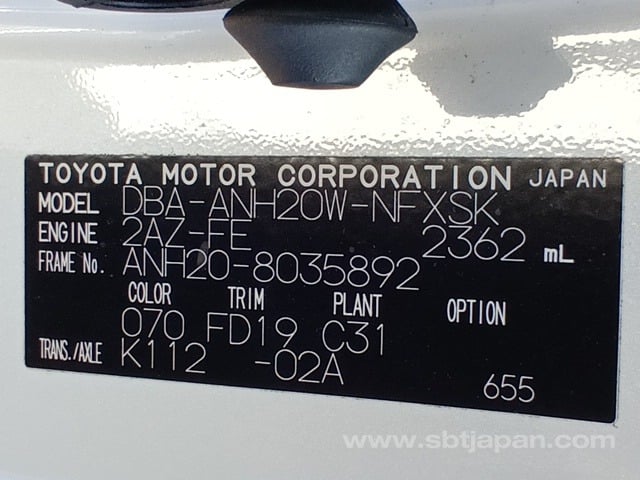 TOYOTA MOTOR CORPORATION JAPAN
MODEL DBA-ANH20W-NFXSK
ENGINE 2AZ-FE 2362 mL
FRAME No. ANH20-8035892
COLOR TRIM PLANT OPTION
070 FD19 C31
TRANS./AXLE K112 -02A
655
www.sbtjapan.com